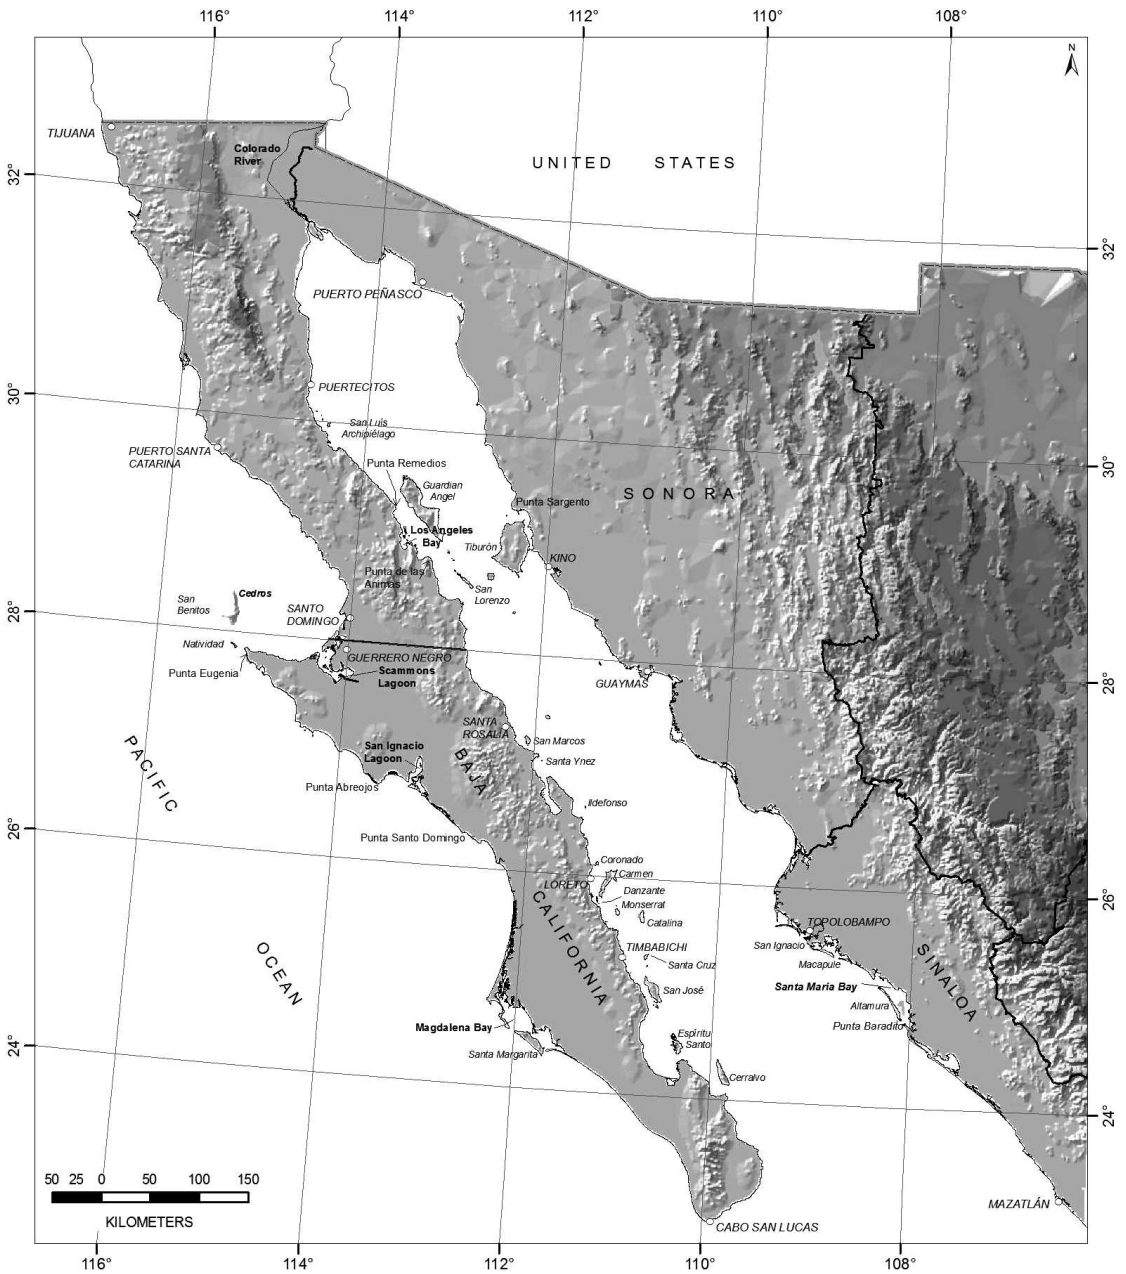 116°
114°
112°
110°
108°
N
TIJUANA
Colorado
River
UNITED STATES
32°
32°
PUERTO PEÑASCO
PUERTECITOS
30°
San Luis
Archipiélago
PUERTO SANTA
CATARINA
Punta Remedios
30°
Guardian
Angel
SONORA
Punta Sargento
Los Angeles
Bay
Tiburón
KINO
Punta de las
Animas
San
Lorenzo
28°
San
Benitos
Cedros
SANTO
DOMINGO
Natividad
GUERRERO NEGRO
Punta Eugenia
Scammons
Lagoon
GUAYMAS
28°
SANTA
ROSALIA
San Marcos
PACIFIC
San Ignacio
Lagoon
BAJA
Santa Ynez
Punta Abreojos
Ildefonso
26°
Punta Santo Domingo
Coronado
Carmen
LORETO
Danzante
Monserrat
26°
CALIFORNIA
Catalina
TOPOLOBAMPO
OCEAN
TIMBABICHI
San Ignacio
SINALOA
Santa Cruz
Macapule
San José
Santa Maria Bay
Altamura
Magdalena Bay
Punta Baradito
Espiritu
Santo
24°
Santa Margarita
Cerralvo
24°
50 25 0 50 100 150
KILOMETERS
MAZATLÁN
CABO SAN LUCAS
116°
114°
112°
110°
108°